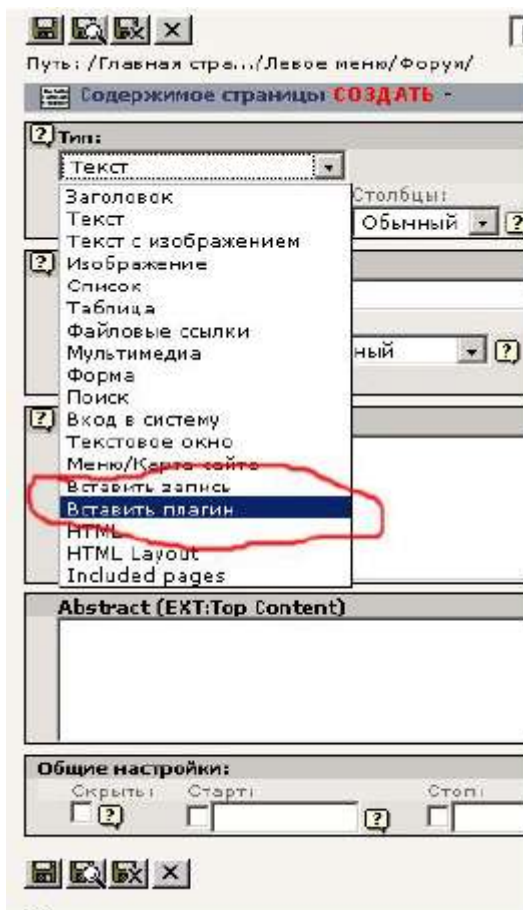 Путь: /Главная стра.../Левое меню/Форум/
Содержимое страницы СОЗДАТЬ -
Тип:
Текст
Столбцы:
Обычный
Заголовок
Текст
Текст с изображением
Изображение
Список
Таблица
Файловые ссылки
Мультимедиа
ный
Форма
Поиск
Вход в систему
Текстовое окно
Меню/Карта сайта
Вставить запись
Вставить плагин
HTML
HTML Layout
Included pages
Abstract (EXT:Top Content)
Общие настройки:
Скрыть: Старт: Стоп: